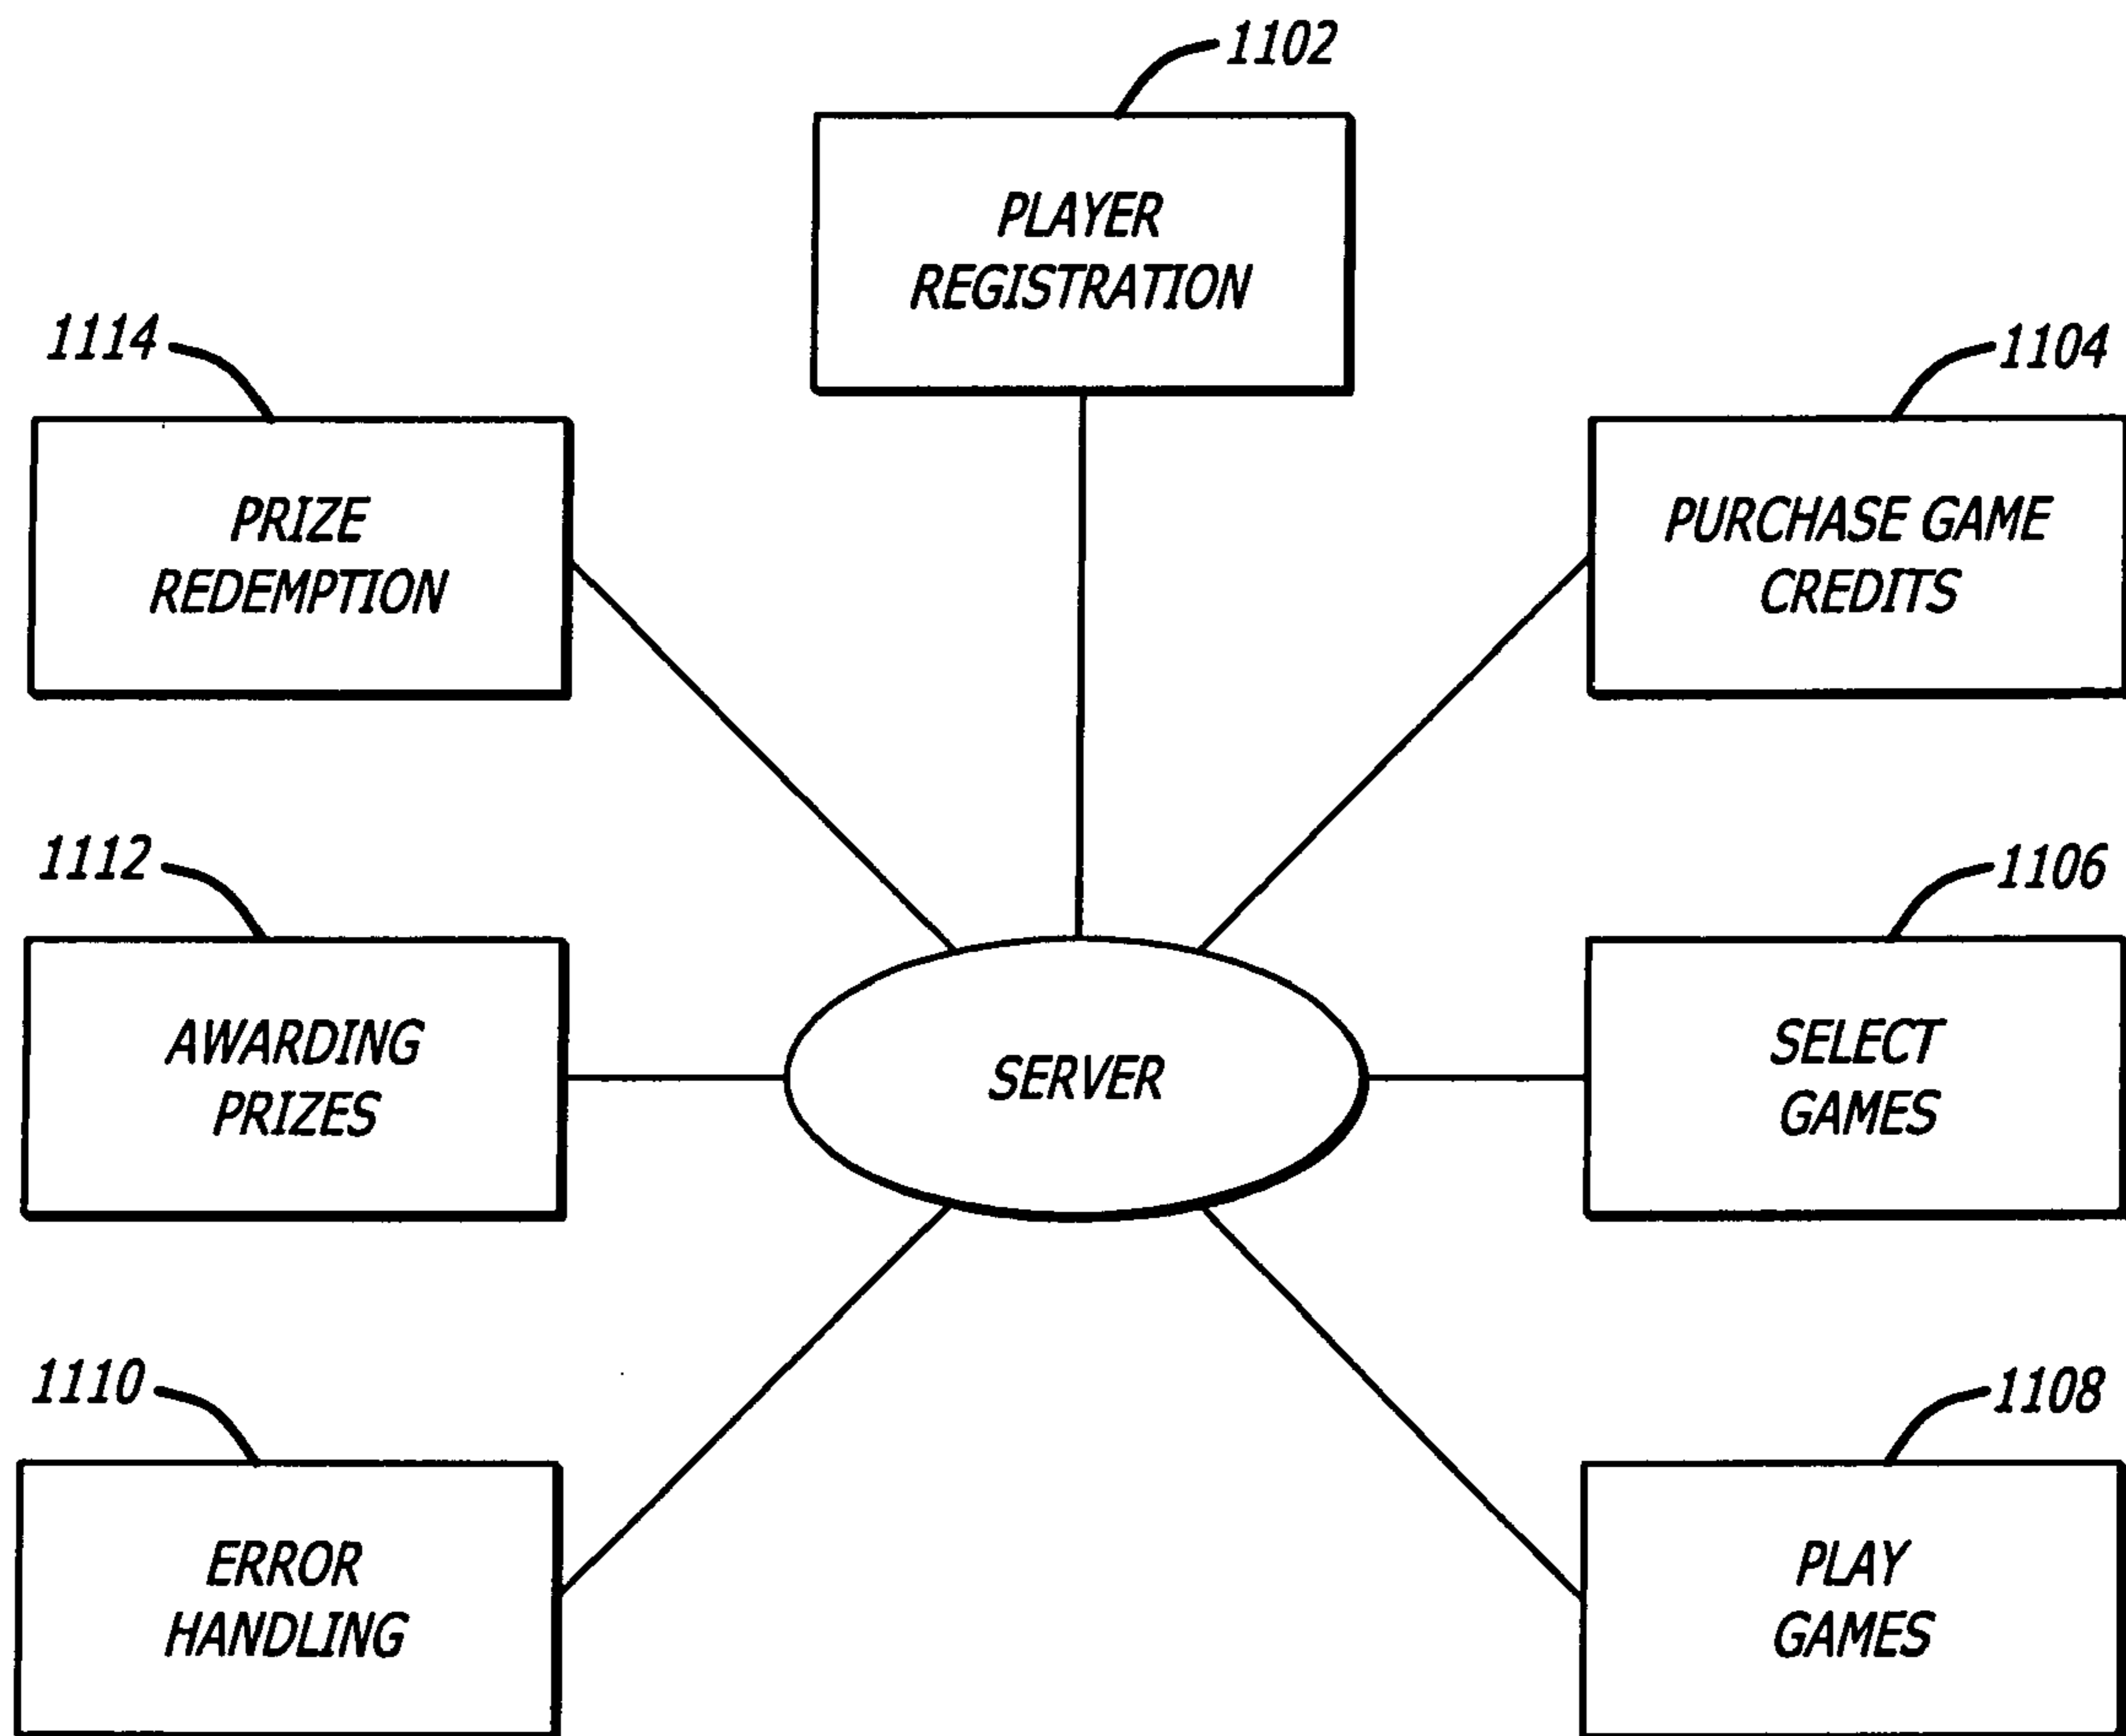 1102
PLAYER
REGISTRATION
1114
PRIZE
REDEMPTION
1104
PURCHASE GAME
CREDITS
1112
AWARDING
PRIZES
SERVER
1106
SELECT
GAMES
1110
ERROR
HANDLING
1108
PLAY
GAMES